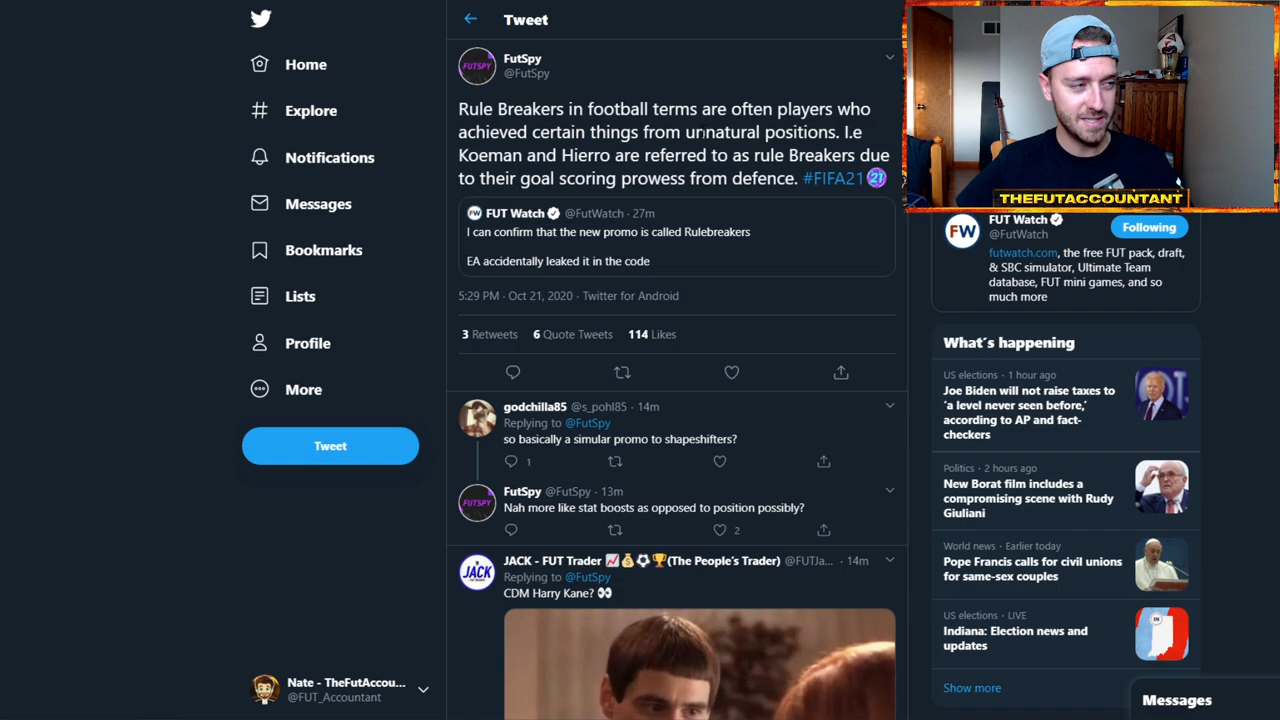 Home
Explore
Notifications
Messages
Bookmarks
Lists
Profile
More
Tweet
Nate - TheFutAccou...
@FUT_Accountant
Tweet
FutSpy
@FutSpy
Rule Breakers in football terms are often players who
achieved certain things from unnatural positions. I.e
Koeman and Hierro are referred to as rule Breakers due
to their goal scoring prowess from defence. #FIFA21
FUT Watch @FutWatch · 27m
I can confirm that the new promo is called Rulebreakers
EA accidentally leaked it in the code
5:29 PM · Oct 21, 2020 · Twitter for Android
3 Retweets 6 Quote Tweets 114 Likes
godchilla85 @s_pohl85 · 14m
Replying to @FutSpy
so basically a simular promo to shapeshifters?
1
FutSpy @FutSpy · 13m
Nah more like stat boosts as opposed to position possibly?
2
JACK - FUT Trader 📈💰⚽🏆(The People's Trader) @FUTJa... · 14m
Replying to @FutSpy
CDM Harry Kane? 👀
THEFUTACCOUNTANT
FUT Watch
@FutWatch
Following
futwatch.com, the free FUT pack, draft,
& SBC simulator, Ultimate Team
database, FUT mini games, and so
much more
What's happening
US elections · 1 hour ago
Joe Biden will not raise taxes to
'a level never seen before,'
according to AP and fact-
checkers
Politics · 2 hours ago
New Borat film includes a
compromising scene with Rudy
Giuliani
World news · Earlier today
Pope Francis calls for civil unions
for same-sex couples
US elections · LIVE
Indiana: Election news and
updates
Show more
Messages